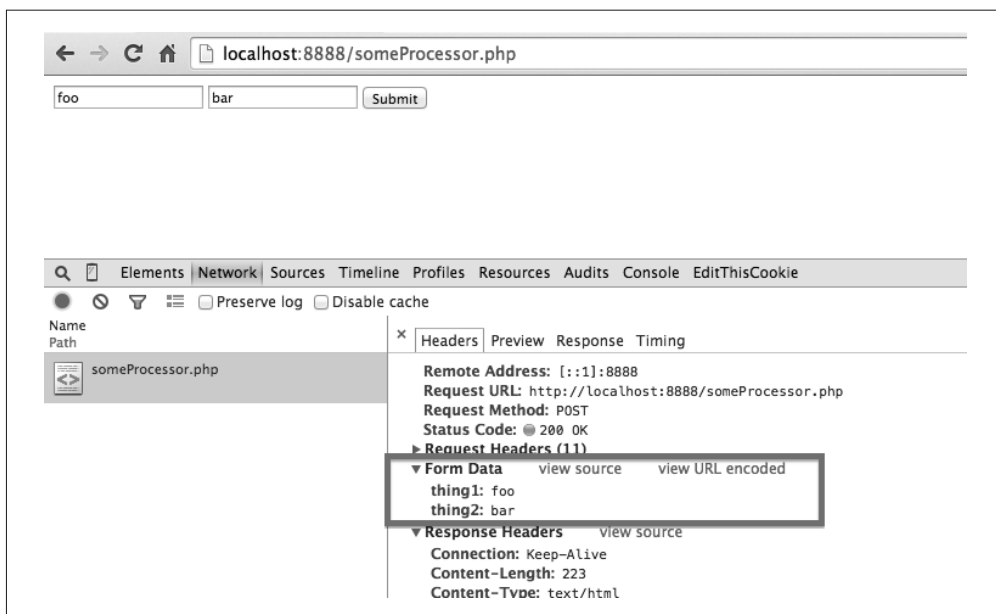 localhost:8888/someProcessor.php
foo bar Submit
Elements Network Sources Timeline Profiles Resources Audits Console EditThisCookie
Preserve log Disable cache
Name
Path
× Headers Preview Response Timing
someProcessor.php
Remote Address: [::1]:8888
Request URL: http://localhost:8888/someProcessor.php
Request Method: POST
Status Code: 200 OK
Request Headers (11)
Form Data view source view URL encoded
thing1: foo
thing2: bar
Response Headers view source
Connection: Keep-Alive
Content-Length: 223
Content-Type: text/html